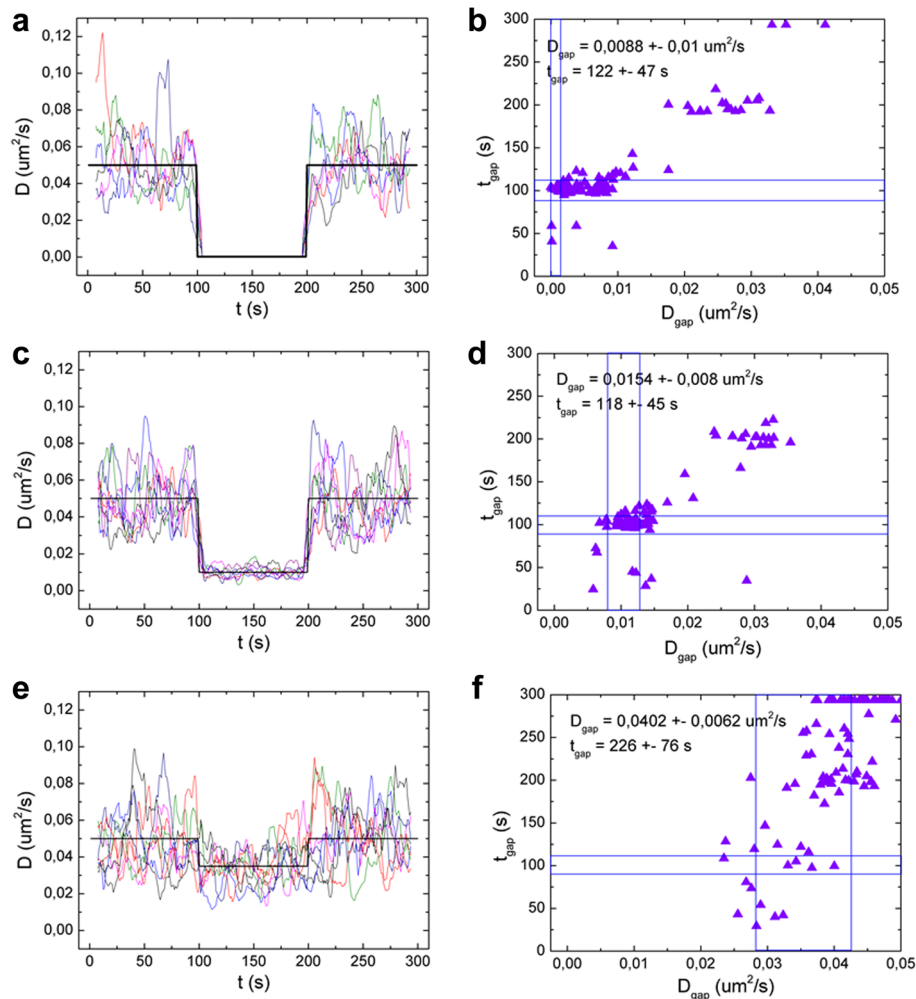 a
0,12
0,10
0,08
0,06
0,04
0,02
0,00
D (um²/s)
0 50 100 150 200 250 300
t (s)
b
D_gap = 0,0088 +- 0,01 um²/s
t_gap = 122 +- 47 s
300
250
200
150
100
50
0
t_gap (s)
0,00 0,01 0,02 0,03 0,04 0,05
D_gap (um²/s)
c
0,12
0,10
0,08
0,06
0,04
0,02
0,00
D (um²/s)
0 50 100 150 200 250 300
t (s)
d
D_gap = 0,0154 +- 0,008 um²/s
t_gap = 118 +- 45 s
300
250
200
150
100
50
0
t_gap (s)
0,00 0,01 0,02 0,03 0,04 0,05
D_gap (um²/s)
e
0,12
0,10
0,08
0,06
0,04
0,02
0,00
D (um²/s)
0 50 100 150 200 250 300
t (s)
f
D_gap = 0,0402 +- 0,0062 um²/s
t_gap = 226 +- 76 s
300
250
200
150
100
50
0
t_gap (s)
0,00 0,01 0,02 0,03 0,04 0,05
D_gap (um²/s)